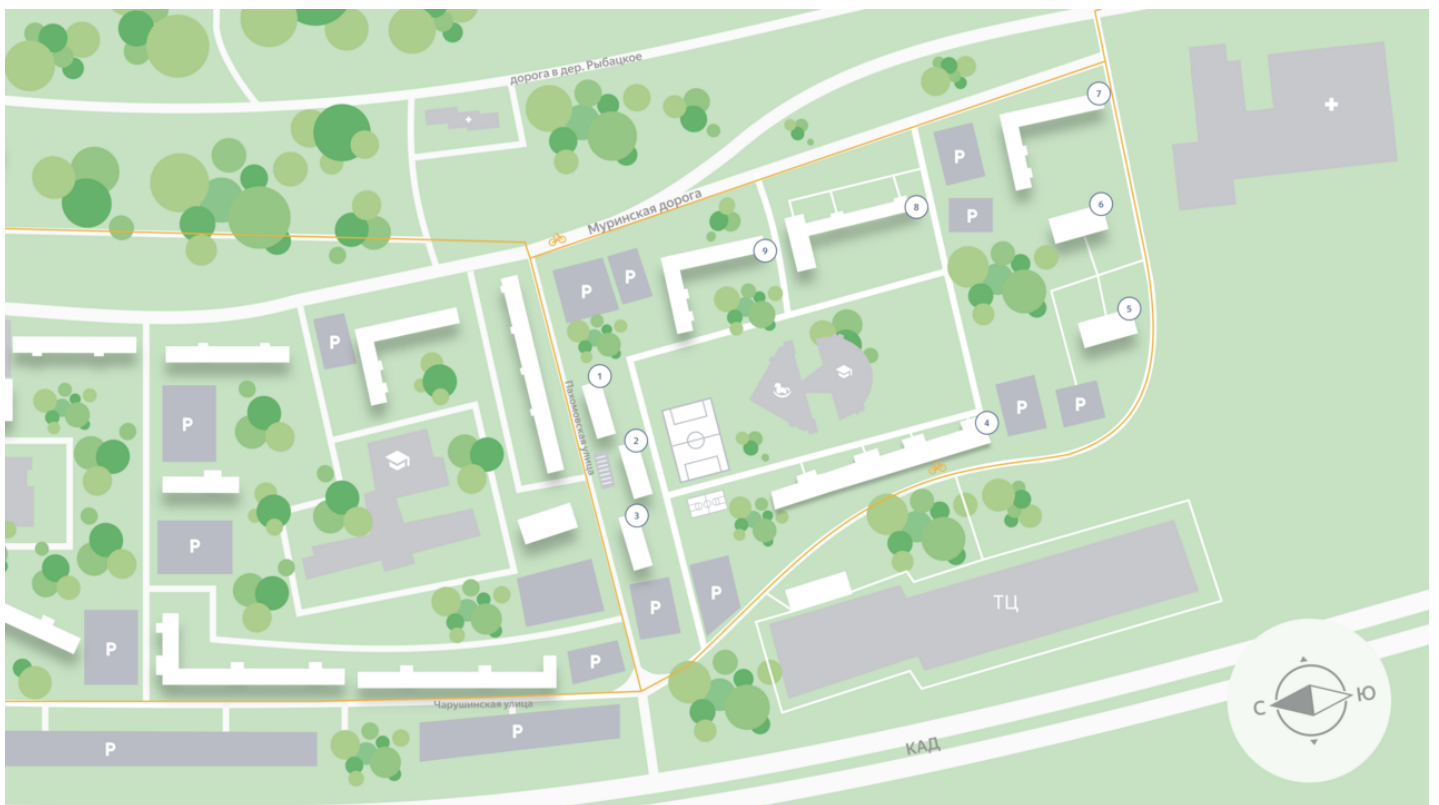 дорога в дер. Рыбацкое
7
P
Муринская дорога
6
8
P
9
P
P
5
P
1
Пахомовская улица
P
P
4
P
2
3
P
P
P
ТЦ
P
P
P
С
Ю
Чарушинская улица
P
P
КАД